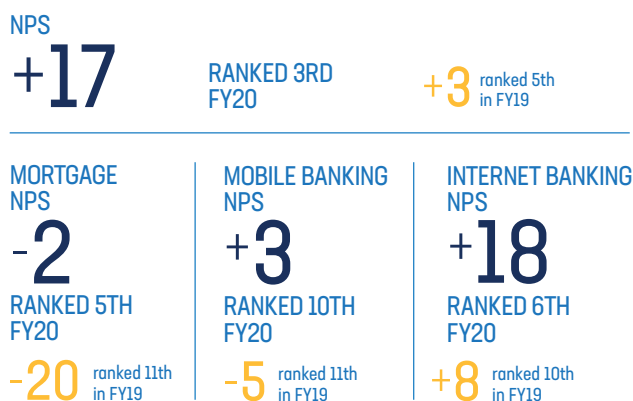 NPS
+17
RANKED 3RD
FY20
+3 ranked 5th
in FY19
MORTGAGE
NPS
-2
RANKED 5TH
FY20
-20 ranked 11th
in FY19
MOBILE BANKING
NPS
+3
RANKED 10TH
FY20
-5 ranked 11th
in FY19
INTERNET BANKING
NPS
+18
RANKED 6TH
FY20
+8 ranked 10th
in FY19